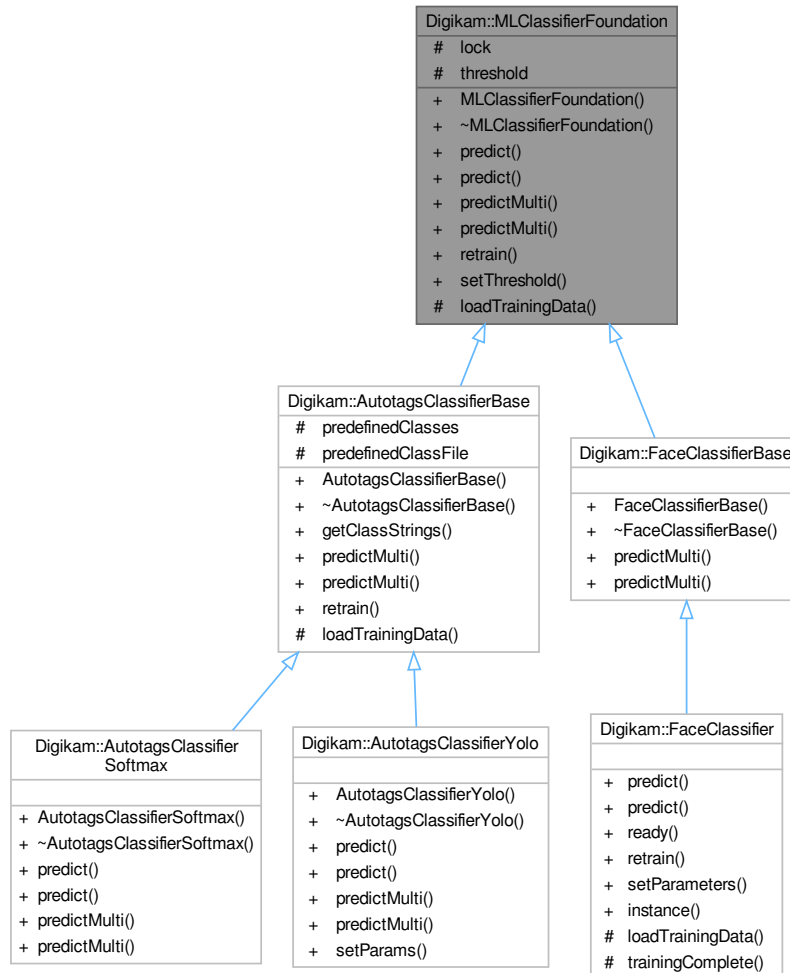 Digikam::MLClassifierFoundation
# lock
# threshold
+ MLClassifierFoundation()
+ ~MLClassifierFoundation()
+ predict()
+ predict()
+ predictMulti()
+ predictMulti()
+ retrain()
+ setThreshold()
# loadTrainingData()
Digikam::AutotagsClassifierBase
# predefinedClasses
# predefinedClassFile
+ AutotagsClassifierBase()
+ ~AutotagsClassifierBase()
+ getClassStrings()
+ predictMulti()
+ predictMulti()
+ retrain()
# loadTrainingData()
Digikam::FaceClassifierBase
+ FaceClassifierBase()
+ ~FaceClassifierBase()
+ predictMulti()
+ predictMulti()
Digikam::AutotagsClassifier
Softmax
+ AutotagsClassifierSoftmax()
+ ~AutotagsClassifierSoftmax()
+ predict()
+ predict()
+ predictMulti()
+ predictMulti()
Digikam::AutotagsClassifierYolo
+ AutotagsClassifierYolo()
+ ~AutotagsClassifierYolo()
+ predict()
+ predict()
+ predictMulti()
+ predictMulti()
+ setParams()
Digikam::FaceClassifier
+ predict()
+ predict()
+ ready()
+ retrain()
+ setParameters()
+ instance()
# loadTrainingData()
# trainingComplete()